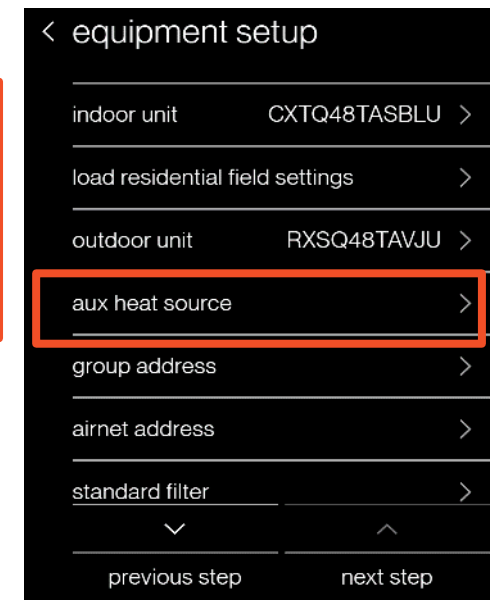 equipment setup
indoor unit CXTQ48TASBLU
load residential field settings
outdoor unit RXSQ48TAVJU
aux heat source
group address
airnet address
standard filter
previous step next step